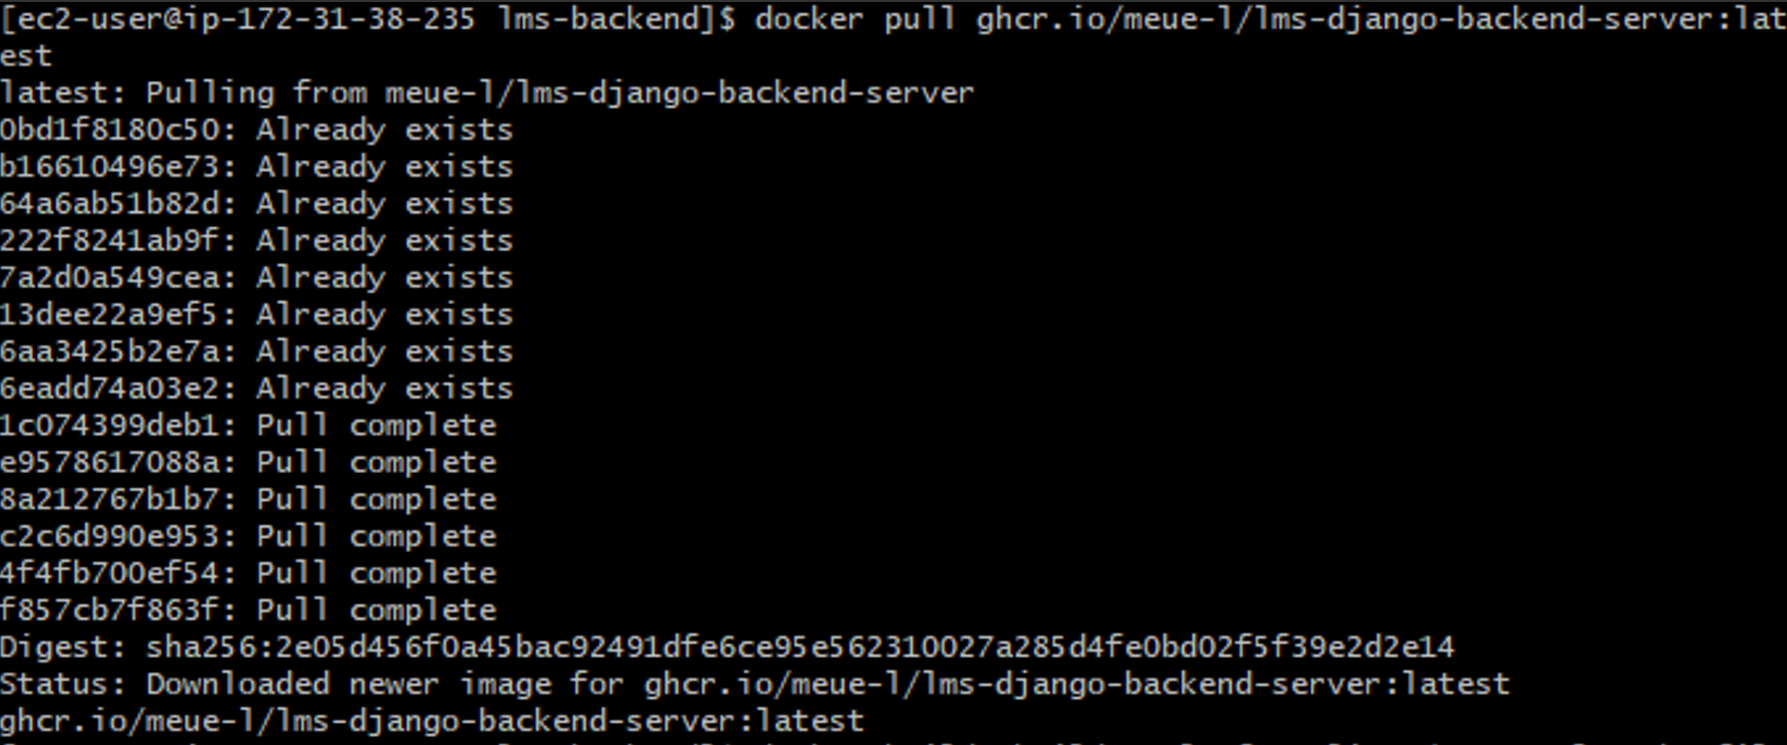 [ec2-user@ip-172-31-38-235 lms-backend]$ docker pull ghcr.io/meue-l/lms-django-backend-server:lat
est
latest: Pulling from meue-l/lms-django-backend-server
0bd1f8180c50: Already exists
b16610496e73: Already exists
64a6ab51b82d: Already exists
222f8241ab9f: Already exists
7a2d0a549cea: Already exists
13dee22a9ef5: Already exists
6aa3425b2e7a: Already exists
6eadd74a03e2: Already exists
1c074399deb1: Pull complete
e9578617088a: Pull complete
8a212767b1b7: Pull complete
c2c6d990e953: Pull complete
4f4fb700ef54: Pull complete
f857cb7f863f: Pull complete
Digest: sha256:2e05d456f0a45bac92491dfe6ce95e562310027a285d4fe0bd02f5f39e2d2e14
Status: Downloaded newer image for ghcr.io/meue-l/lms-django-backend-server:latest
ghcr.io/meue-l/lms-django-backend-server:latest